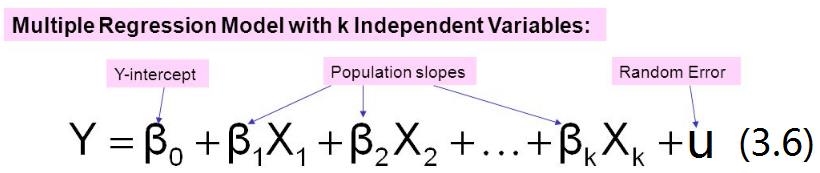 Multiple Regression Model with k Independent Variables:
Y-intercept Population slopes Random Error
Y = β₀ + β₁X₁ + β₂X₂ + … + βₖXₖ + u (3.6)